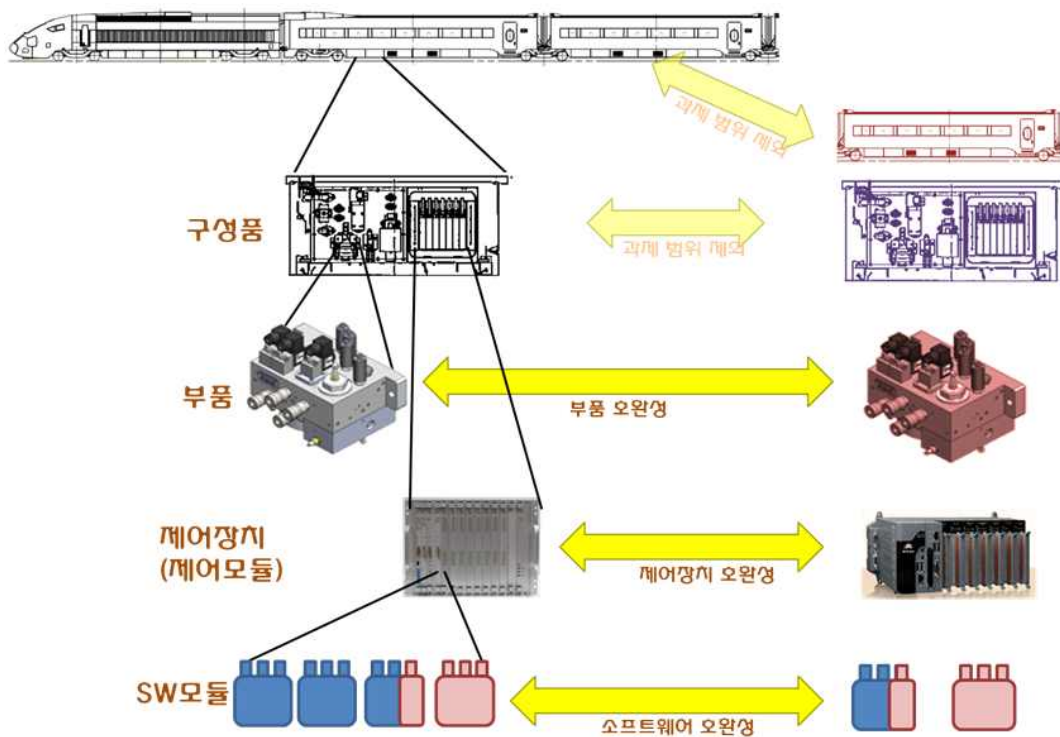 과제 범위 제외
구성품
과제 범위 제외
부품
부품 호환성
제어장치
(제어모듈)
제어장치 호환성
SW모듈
소프트웨어 호환성